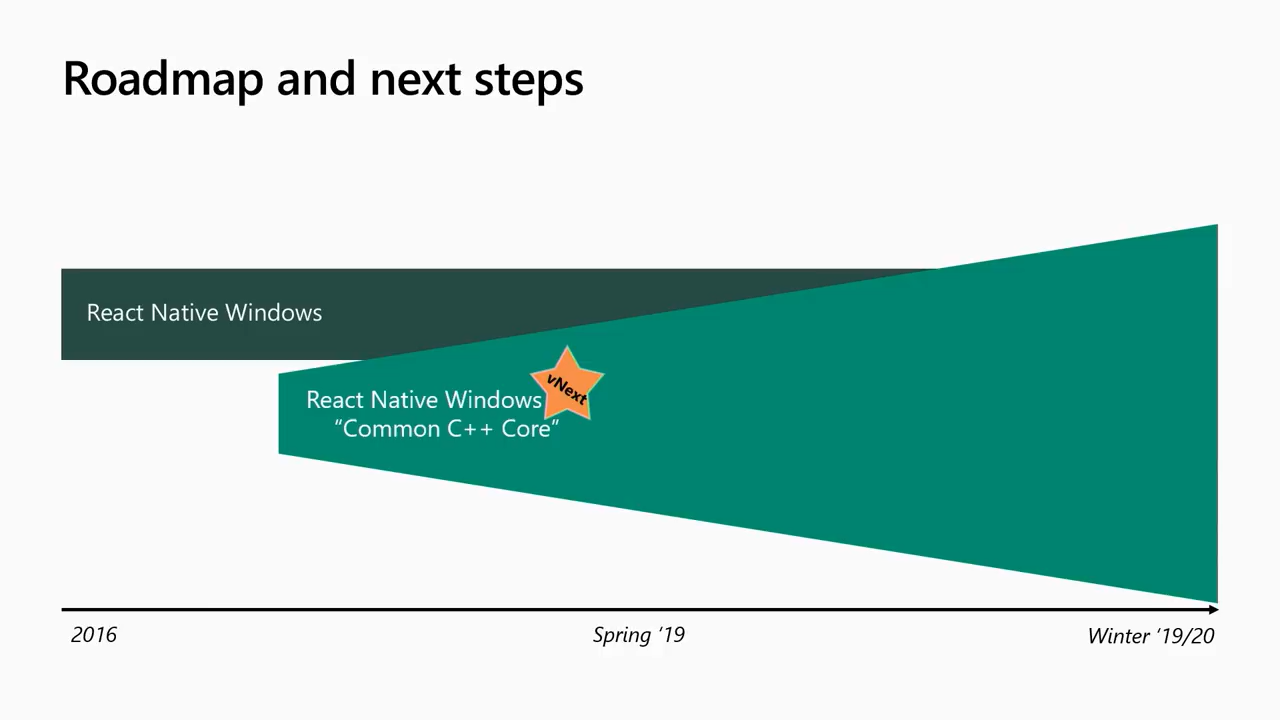 Roadmap and next steps
React Native Windows
React Native Windows
vNext
“Common C++ Core”
2016
Spring ‘19
Winter ‘19/20